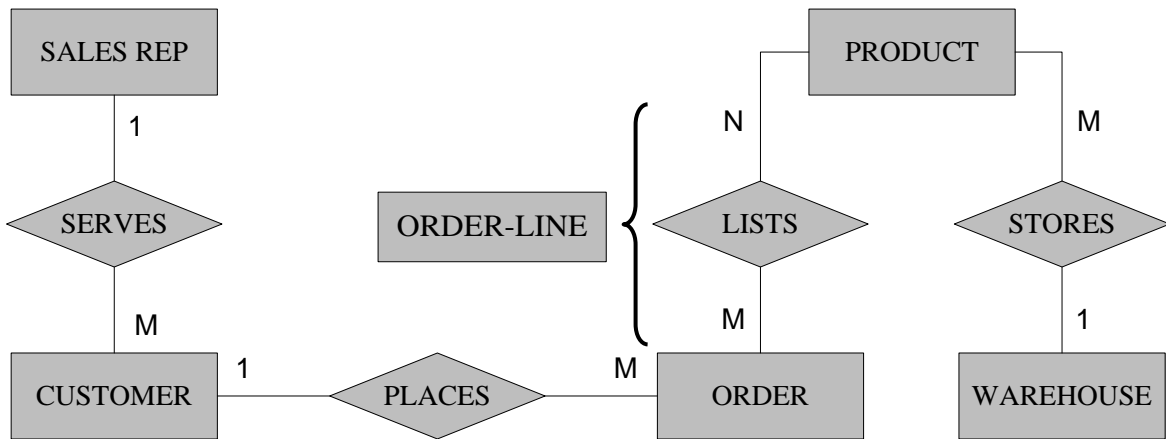 SALES REP
PRODUCT
1
N
M
SERVES
ORDER-LINE
LISTS
STORES
M
M
1
CUSTOMER
1
PLACES
M
ORDER
WAREHOUSE